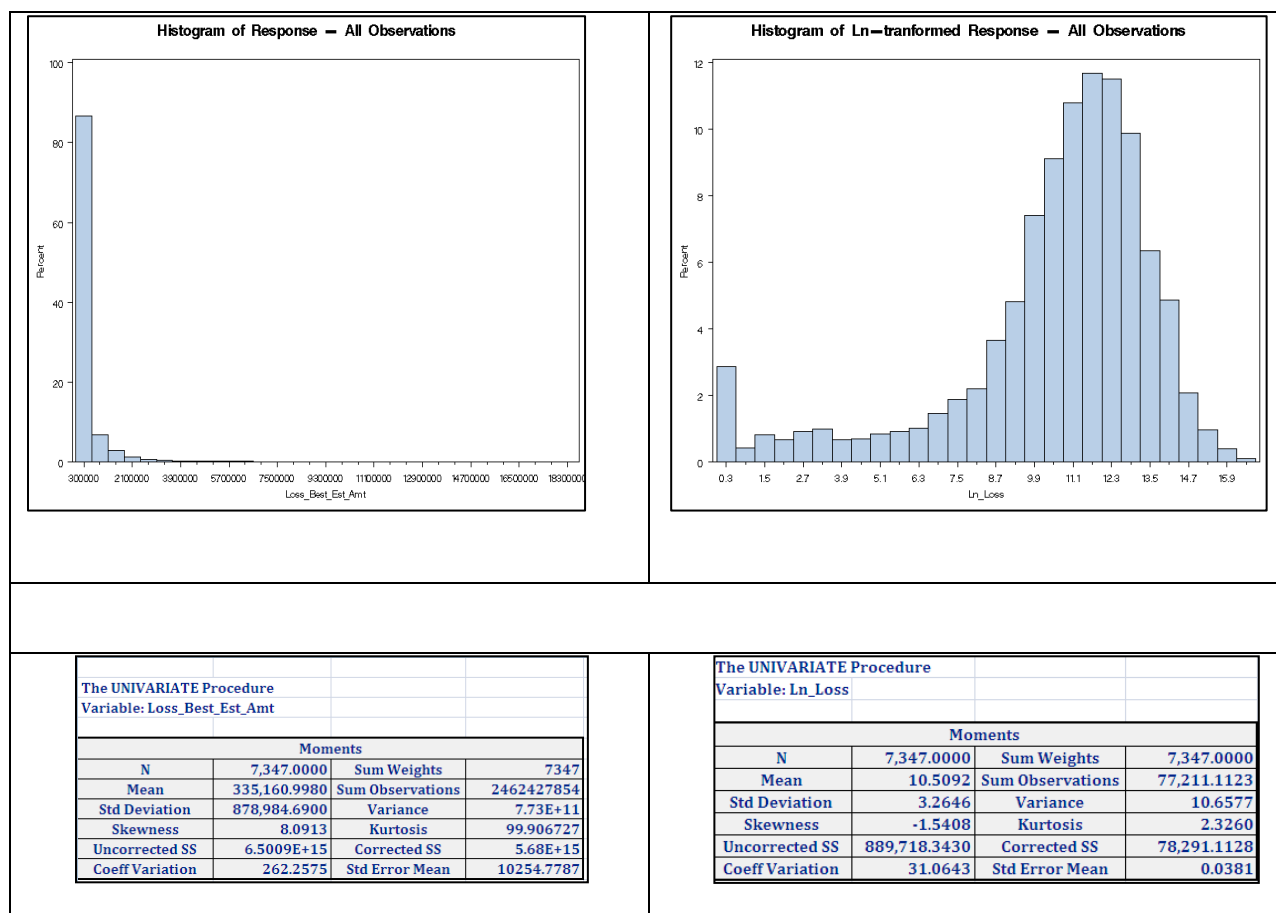 Histogram of Response — All Observations
100
80
60
40
20
0
Percent
300000 2100000 3900000 5700000 7500000 9300000 11100000 12900000 14700000 16500000 18300000
Loss_Best_Est_Amt
Histogram of Ln—tranformed Response — All Observations
12
10
8
6
4
2
0
Percent
0.3 1.5 2.7 3.9 5.1 6.3 7.5 8.7 9.9 11.1 12.3 13.5 14.7 15.9
Ln_Loss
The UNIVARIATE Procedure
Variable: Loss_Best_Est_Amt
Moments
N 7,347.0000 Sum Weights 7347
Mean 335,160.9980 Sum Observations 2462427854
Std Deviation 878,984.6900 Variance 7.73E+11
Skewness 8.0913 Kurtosis 99.906727
Uncorrected SS 6.5009E+15 Corrected SS 5.68E+15
Coeff Variation 262.2575 Std Error Mean 10254.7787
The UNIVARIATE Procedure
Variable: Ln_Loss
Moments
N 7,347.0000 Sum Weights 7,347.0000
Mean 10.5092 Sum Observations 77,211.1123
Std Deviation 3.2646 Variance 10.6577
Skewness -1.5408 Kurtosis 2.3260
Uncorrected SS 889,718.3430 Corrected SS 78,291.1128
Coeff Variation 31.0643 Std Error Mean 0.0381